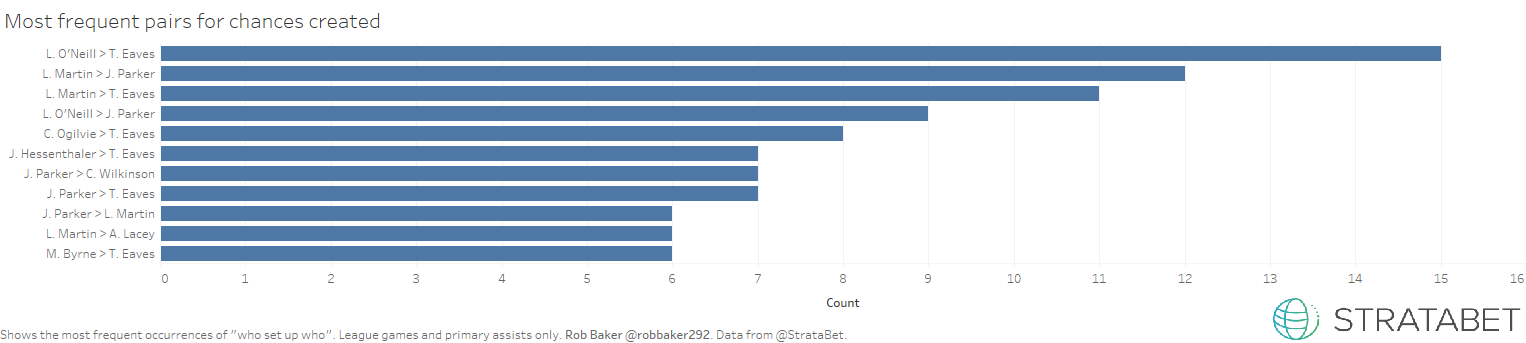 Most frequent pairs for chances created
L. O'Neill > T. Eaves
L. Martin > J. Parker
L. Martin > T. Eaves
L. O'Neill > J. Parker
C. Ogilvie > T. Eaves
J. Hessenthaler > T. Eaves
J. Parker > C. Wilkinson
J. Parker > T. Eaves
J. Parker > L. Martin
L. Martin > A. Lacey
M. Byrne > T. Eaves
0 1 2 3 4 5 6 7 8 9 10 11 12 13 14 15 16
Count
STRATABET
Shows the most frequent occurrences of "who set up who". League games and primary assists only. Rob Baker @robbaker292. Data from @StrataBet.